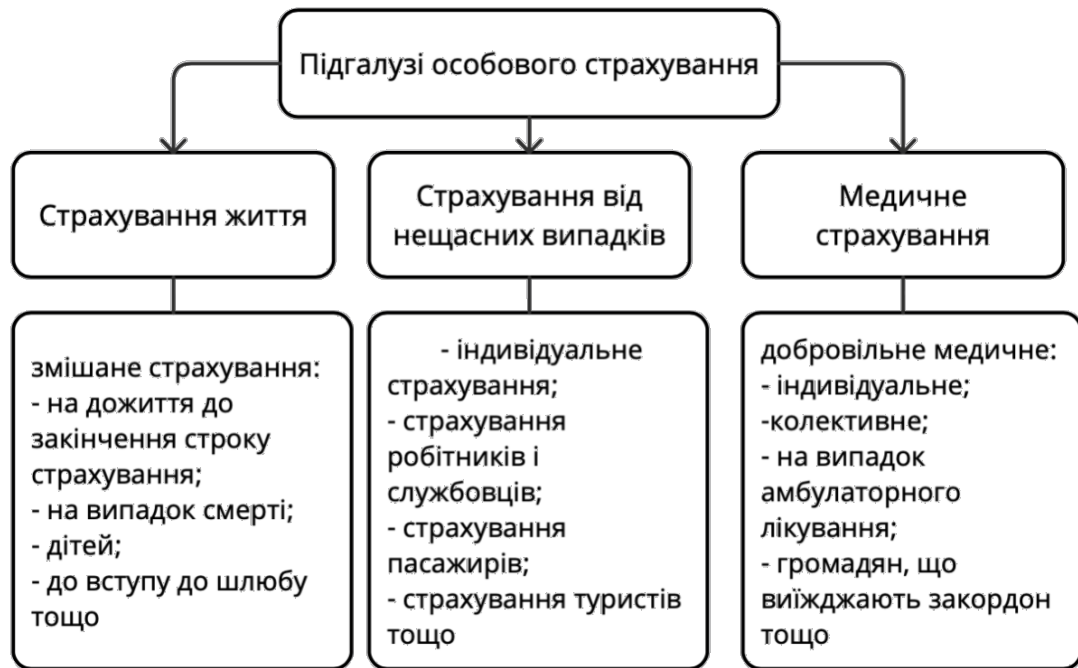 Підгалузі особового страхування
Страхування життя
Страхування від
нещасних випадків
Медичне
страхування
змішане страхування:
- на дожиття до
закінчення строку
страхування;
- на випадок смерті;
- дітей;
- до вступу до шлюбу
тощо
- індивідуальне
страхування;
- страхування
робітників і
службовців;
- страхування
пасажирів;
- страхування туристів
тощо
добровільне медичне:
- індивідуальне;
-колективне;
- на випадок
амбулаторного
лікування;
- громадян, що
виїжджають закордон
тощо